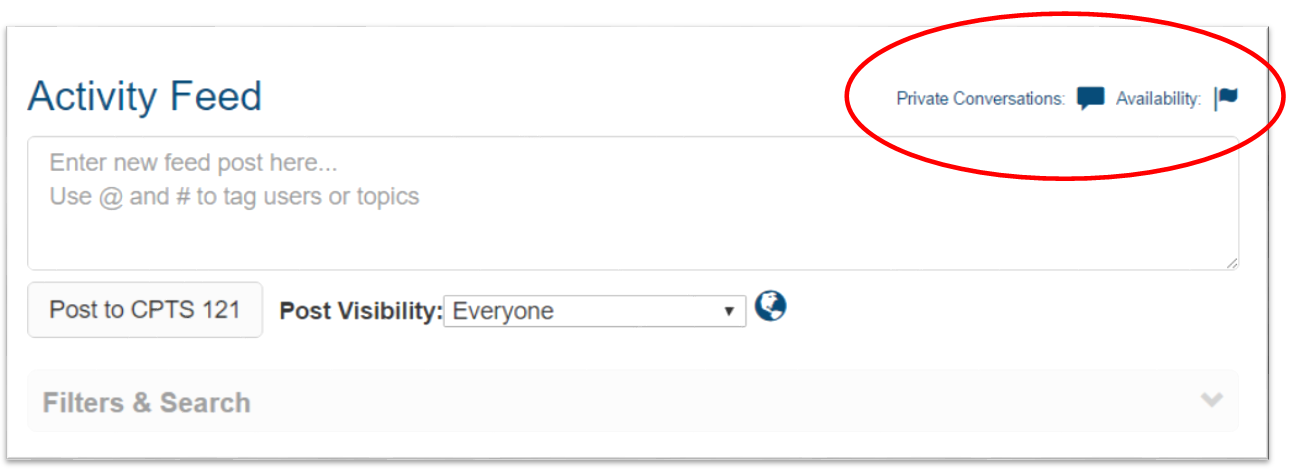 Activity Feed
Private Conversations: Availability:
Enter new feed post here...
Use @ and # to tag users or topics
Post to CPTS 121
Post Visibility: Everyone
Filters & Search